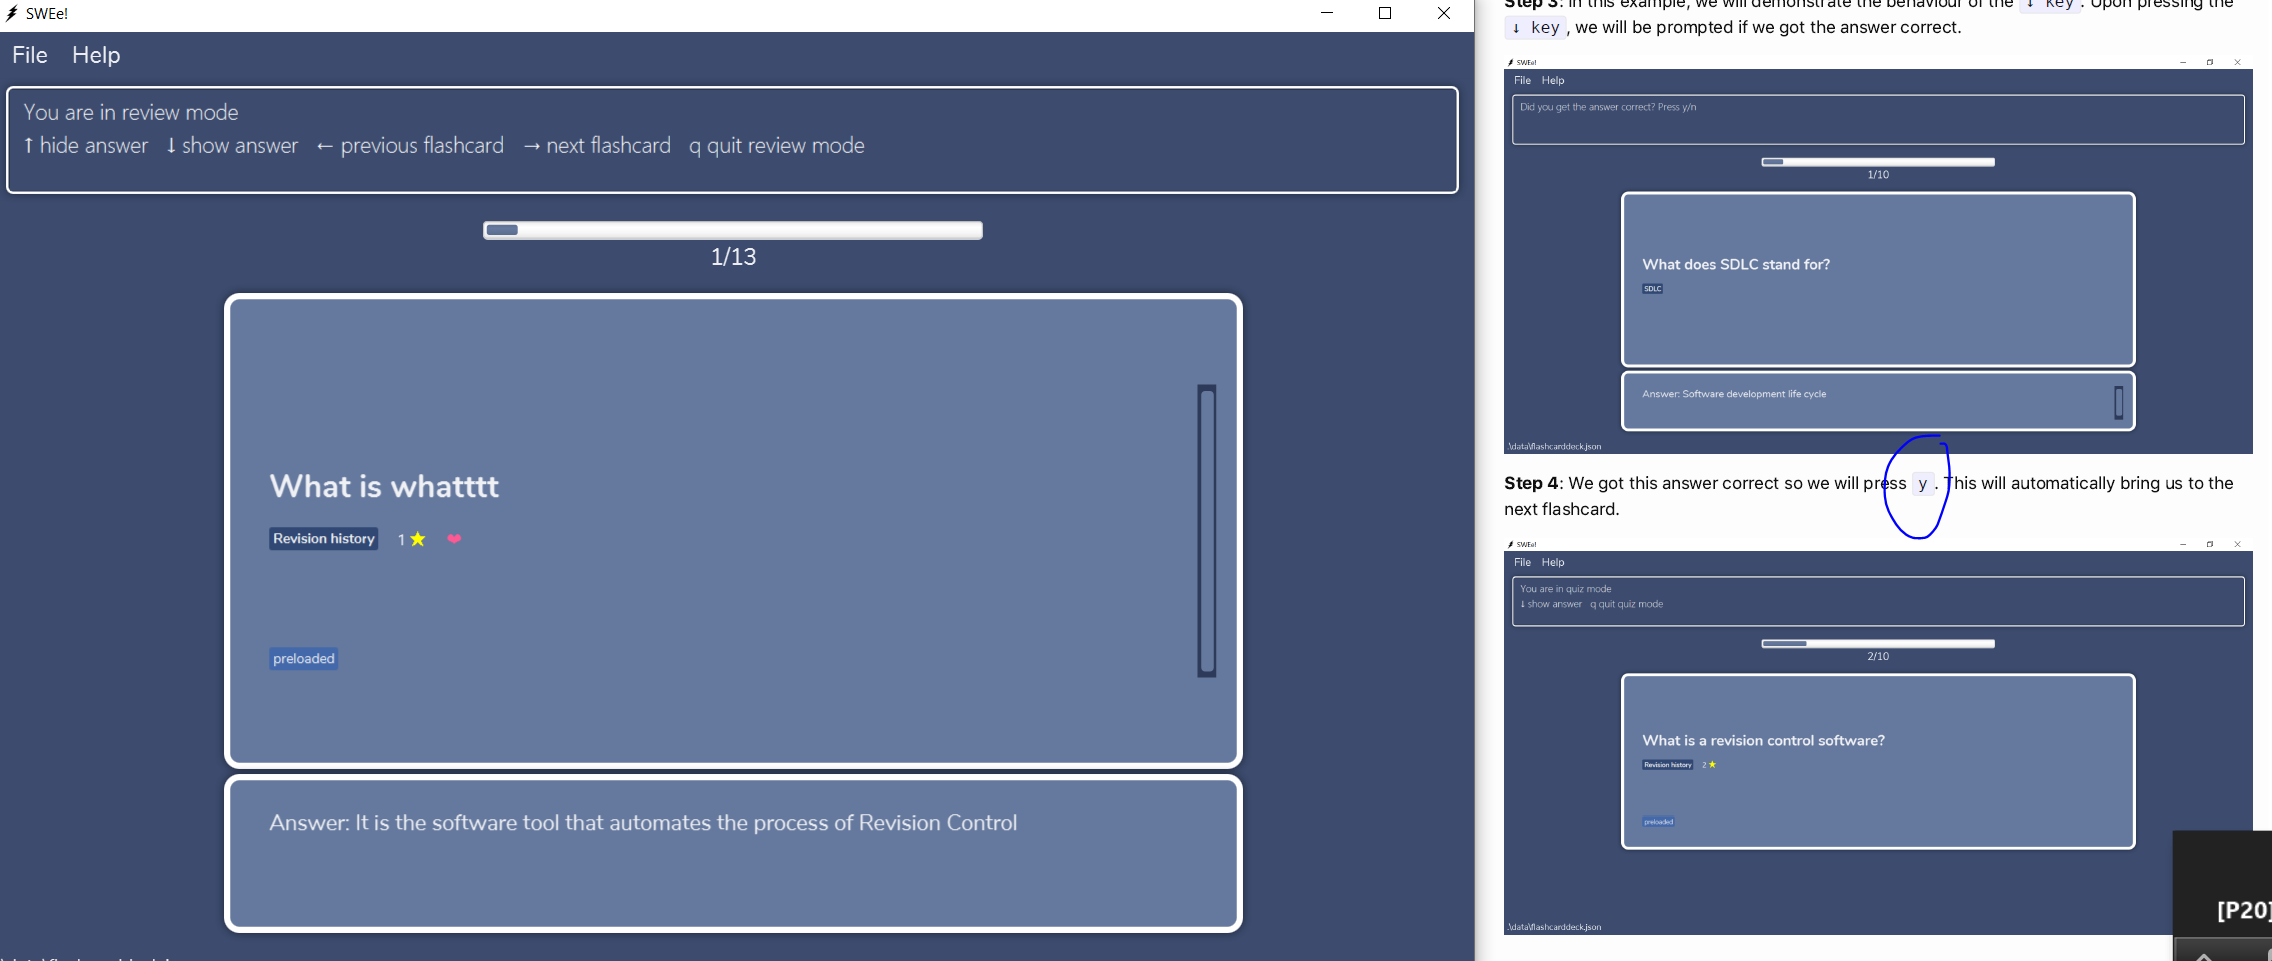 SWEe!
File Help
You are in review mode
↑ hide answer ↓ show answer ← previous flashcard → next flashcard q quit review mode
1/13
What is whatttt
Revision history 1 ★ ❤
preloaded
Answer: It is the software tool that automates the process of Revision Control
Step 3: In this example, we will demonstrate the behaviour of the ↓ key. Upon pressing the
↓ key, we will be prompted if we got the answer correct.
SWEe!
File Help
Did you get the answer correct? Press y/n
1/10
What does SDLC stand for?
SDLC
Answer: Software development life cycle
.\data\flashcarddeck.json
Step 4: We got this answer correct so we will press y. This will automatically bring us to the
next flashcard.
SWEe!
File Help
You are in quiz mode
↓ show answer q quit quiz mode
2/10
What is a revision control software?
Revision history 2 ★
preloaded
.\data\flashcarddeck.json
[P20]